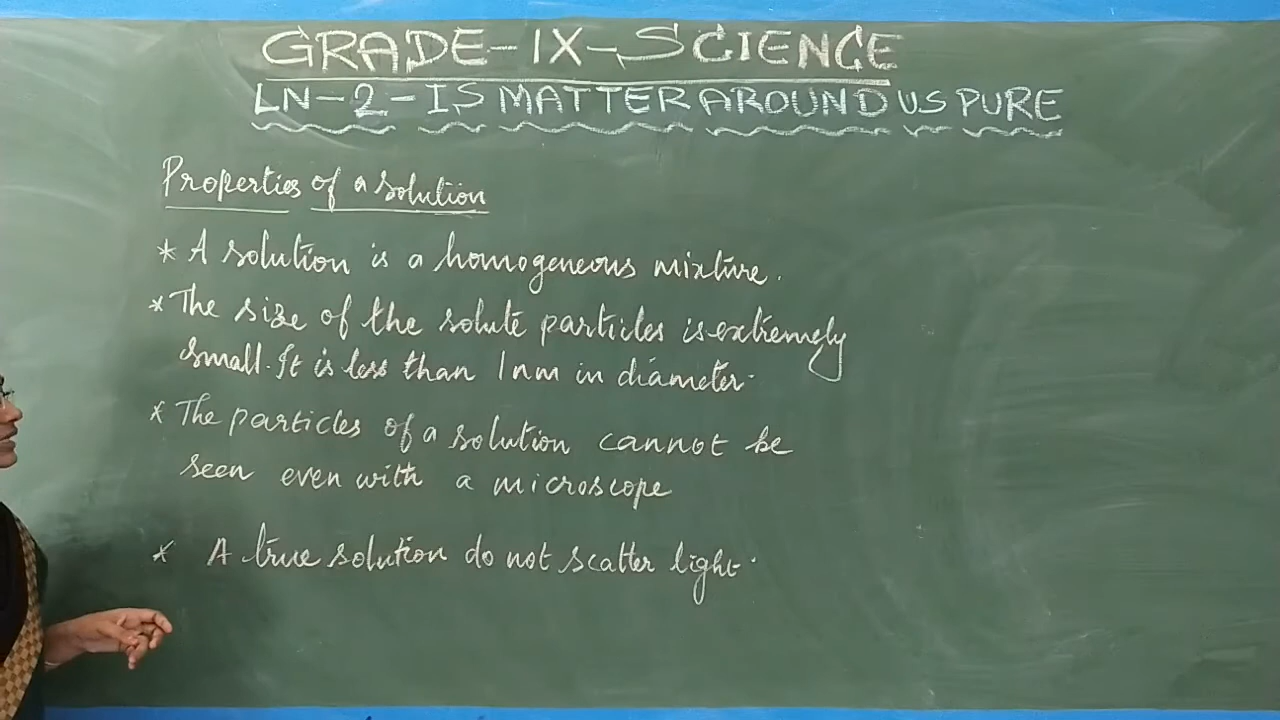 GRADE-IX-SCIENCE
LN-2-IS MATTER AROUND US PURE
Properties of a solution
* A solution is a homogeneous mixture.
* The size of the solute particles is extremely
small. It is less than 1nm in diameter.
* The particles of a solution cannot be
seen even with a microscope
* A true solution do not scatter light.